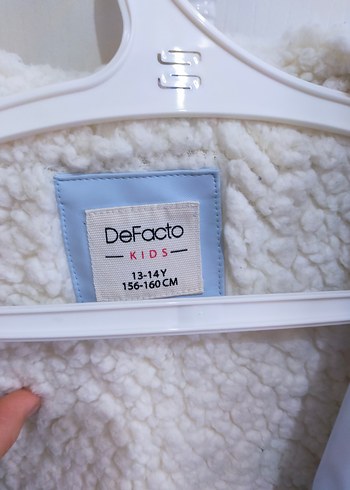 DeFacto
KIDS
13-14 Y
156-160 CM